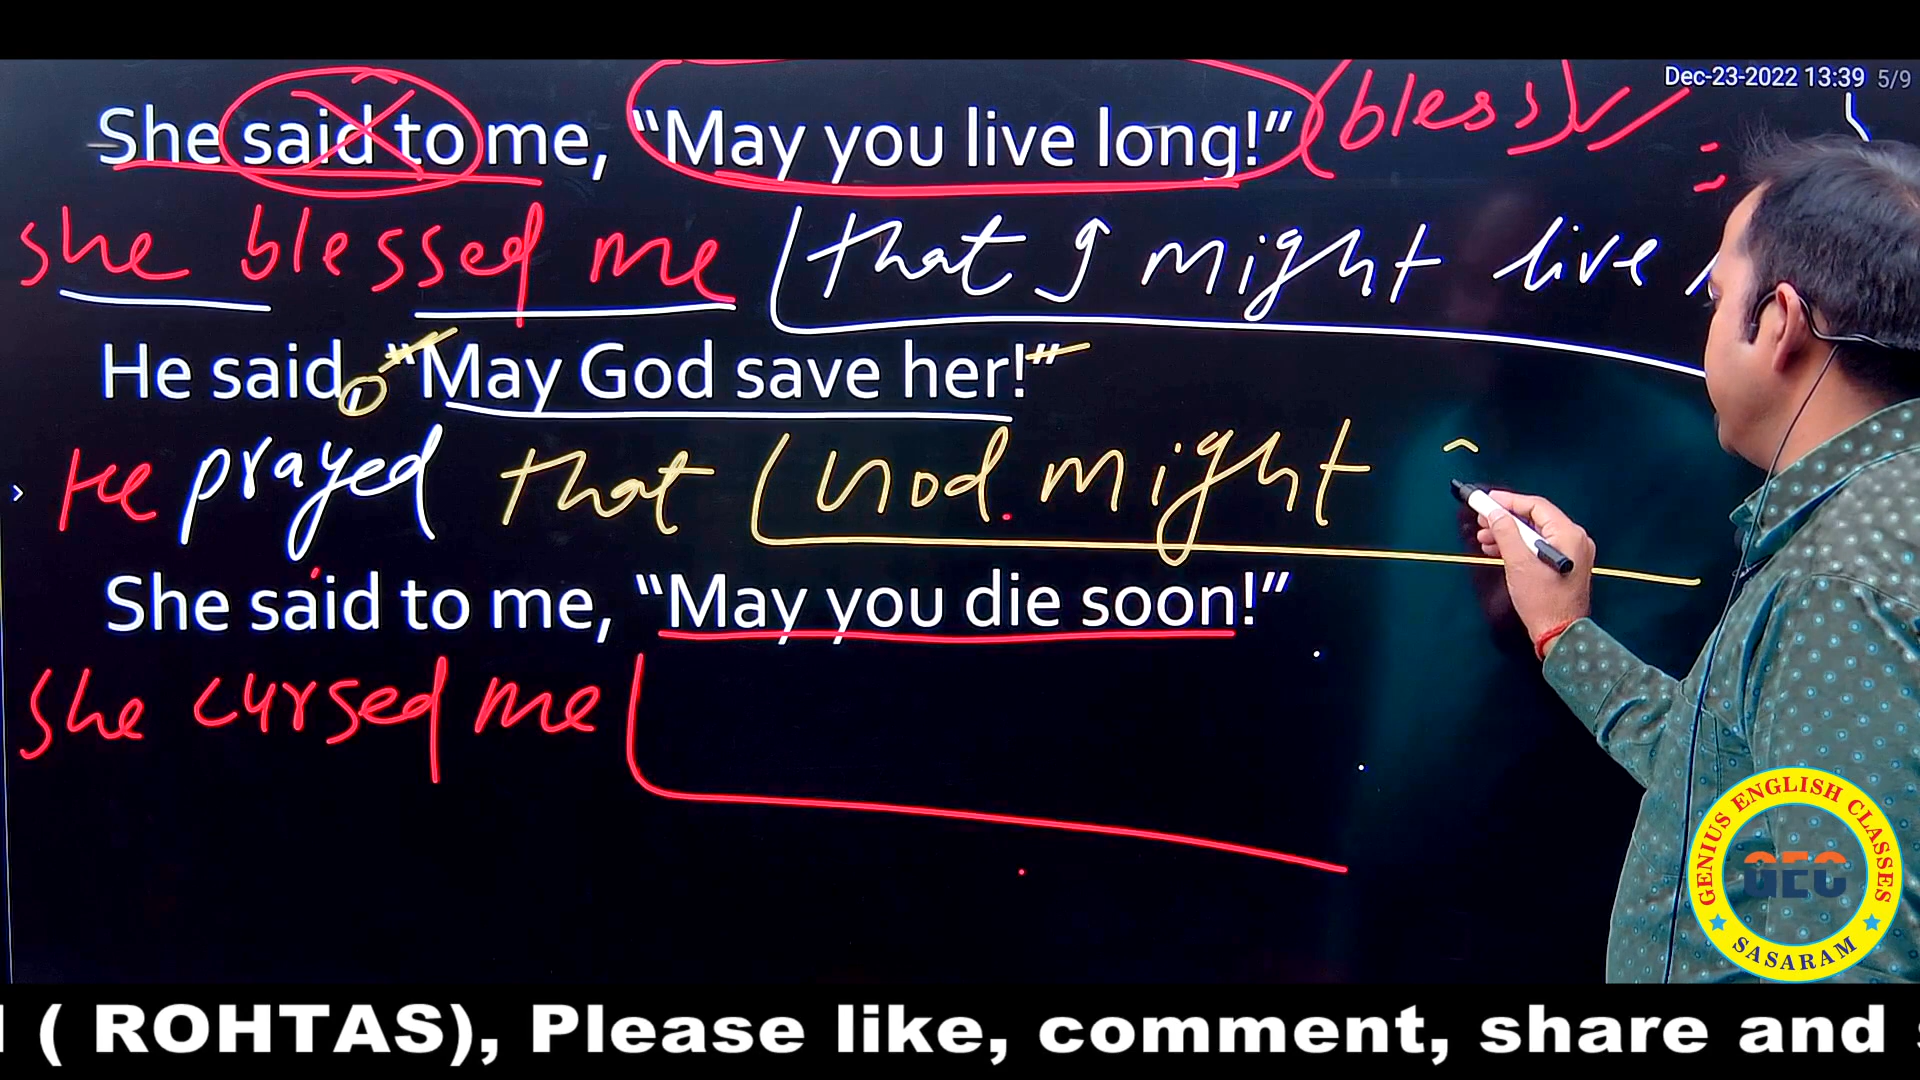 Dec-23-2022 13:39 5/9
She said to me, “May you live long!” (bless)
She blessed me that I might live
He said, “May God save her!”
He prayed that God might
She said to me, “May you die soon!”
She cursed me
GENIUS ENGLISH CLASSES
GEC
SASARAM
( ROHTAS), Please like, comment, share and